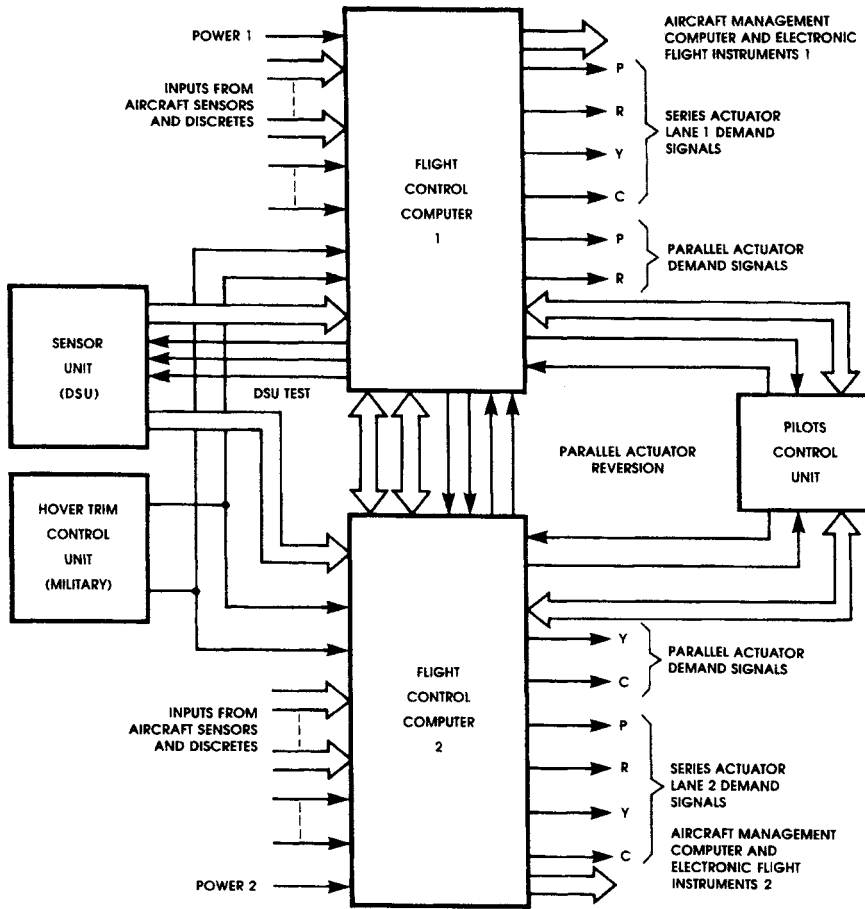 POWER 1
INPUTS FROM
AIRCRAFT SENSORS
AND DISCRETES
FLIGHT
CONTROL
COMPUTER
1
AIRCRAFT MANAGEMENT
COMPUTER AND ELECTRONIC
FLIGHT INSTRUMENTS 1
P
R
Y
C
SERIES ACTUATOR
LANE 1 DEMAND
SIGNALS
P
R
PARALLEL ACTUATOR
DEMAND SIGNALS
SENSOR
UNIT
(DSU)
DSU TEST
HOVER TRIM
CONTROL
UNIT
(MILITARY)
PARALLEL ACTUATOR
REVERSION
PILOTS
CONTROL
UNIT
FLIGHT
CONTROL
COMPUTER
2
Y
C
PARALLEL ACTUATOR
DEMAND SIGNALS
INPUTS FROM
AIRCRAFT SENSORS
AND DISCRETES
P
R
Y
C
SERIES ACTUATOR
LANE 2 DEMAND
SIGNALS
AIRCRAFT MANAGEMENT
COMPUTER AND
ELECTRONIC FLIGHT
INSTRUMENTS 2
POWER 2